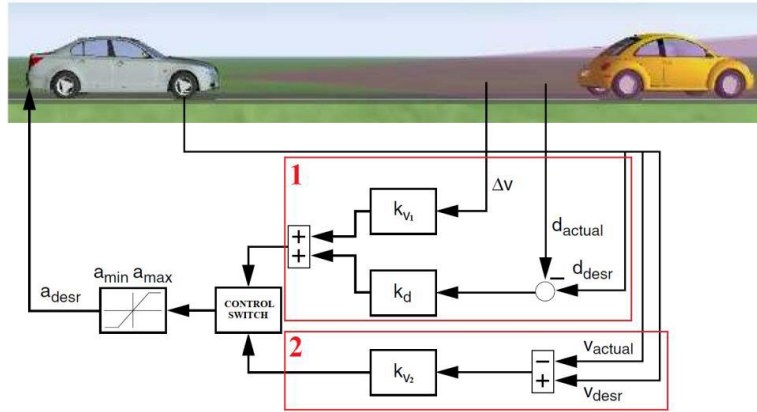 1
Δv
k_v₁
d_actual
d_desr
−
+
+
k_d
a_min a_max
a_desr
CONTROL
SWITCH
2
k_v₂
v_actual
−
+
v_desr